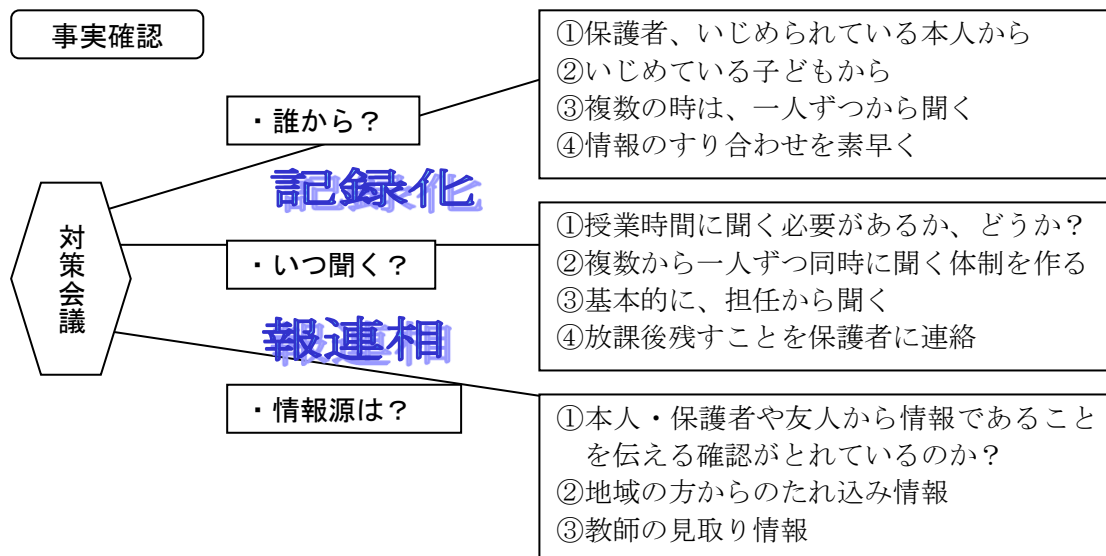 事実確認
対策会議
・誰から？
①保護者、いじめられている本人から
②いじめている子どもから
③複数の時は、一人ずつから聞く
④情報のすり合わせを素早く
記録化
・いつ聞く？
①授業時間に聞く必要があるか、どうか？
②複数から一人ずつ同時に聞く体制を作る
③基本的に、担任から聞く
④放課後残すことを保護者に連絡
報連相
・情報源は？
①本人・保護者や友人から情報であること
を伝える確認がとれているのか？
②地域の方からのたれ込み情報
③教師の見取り情報